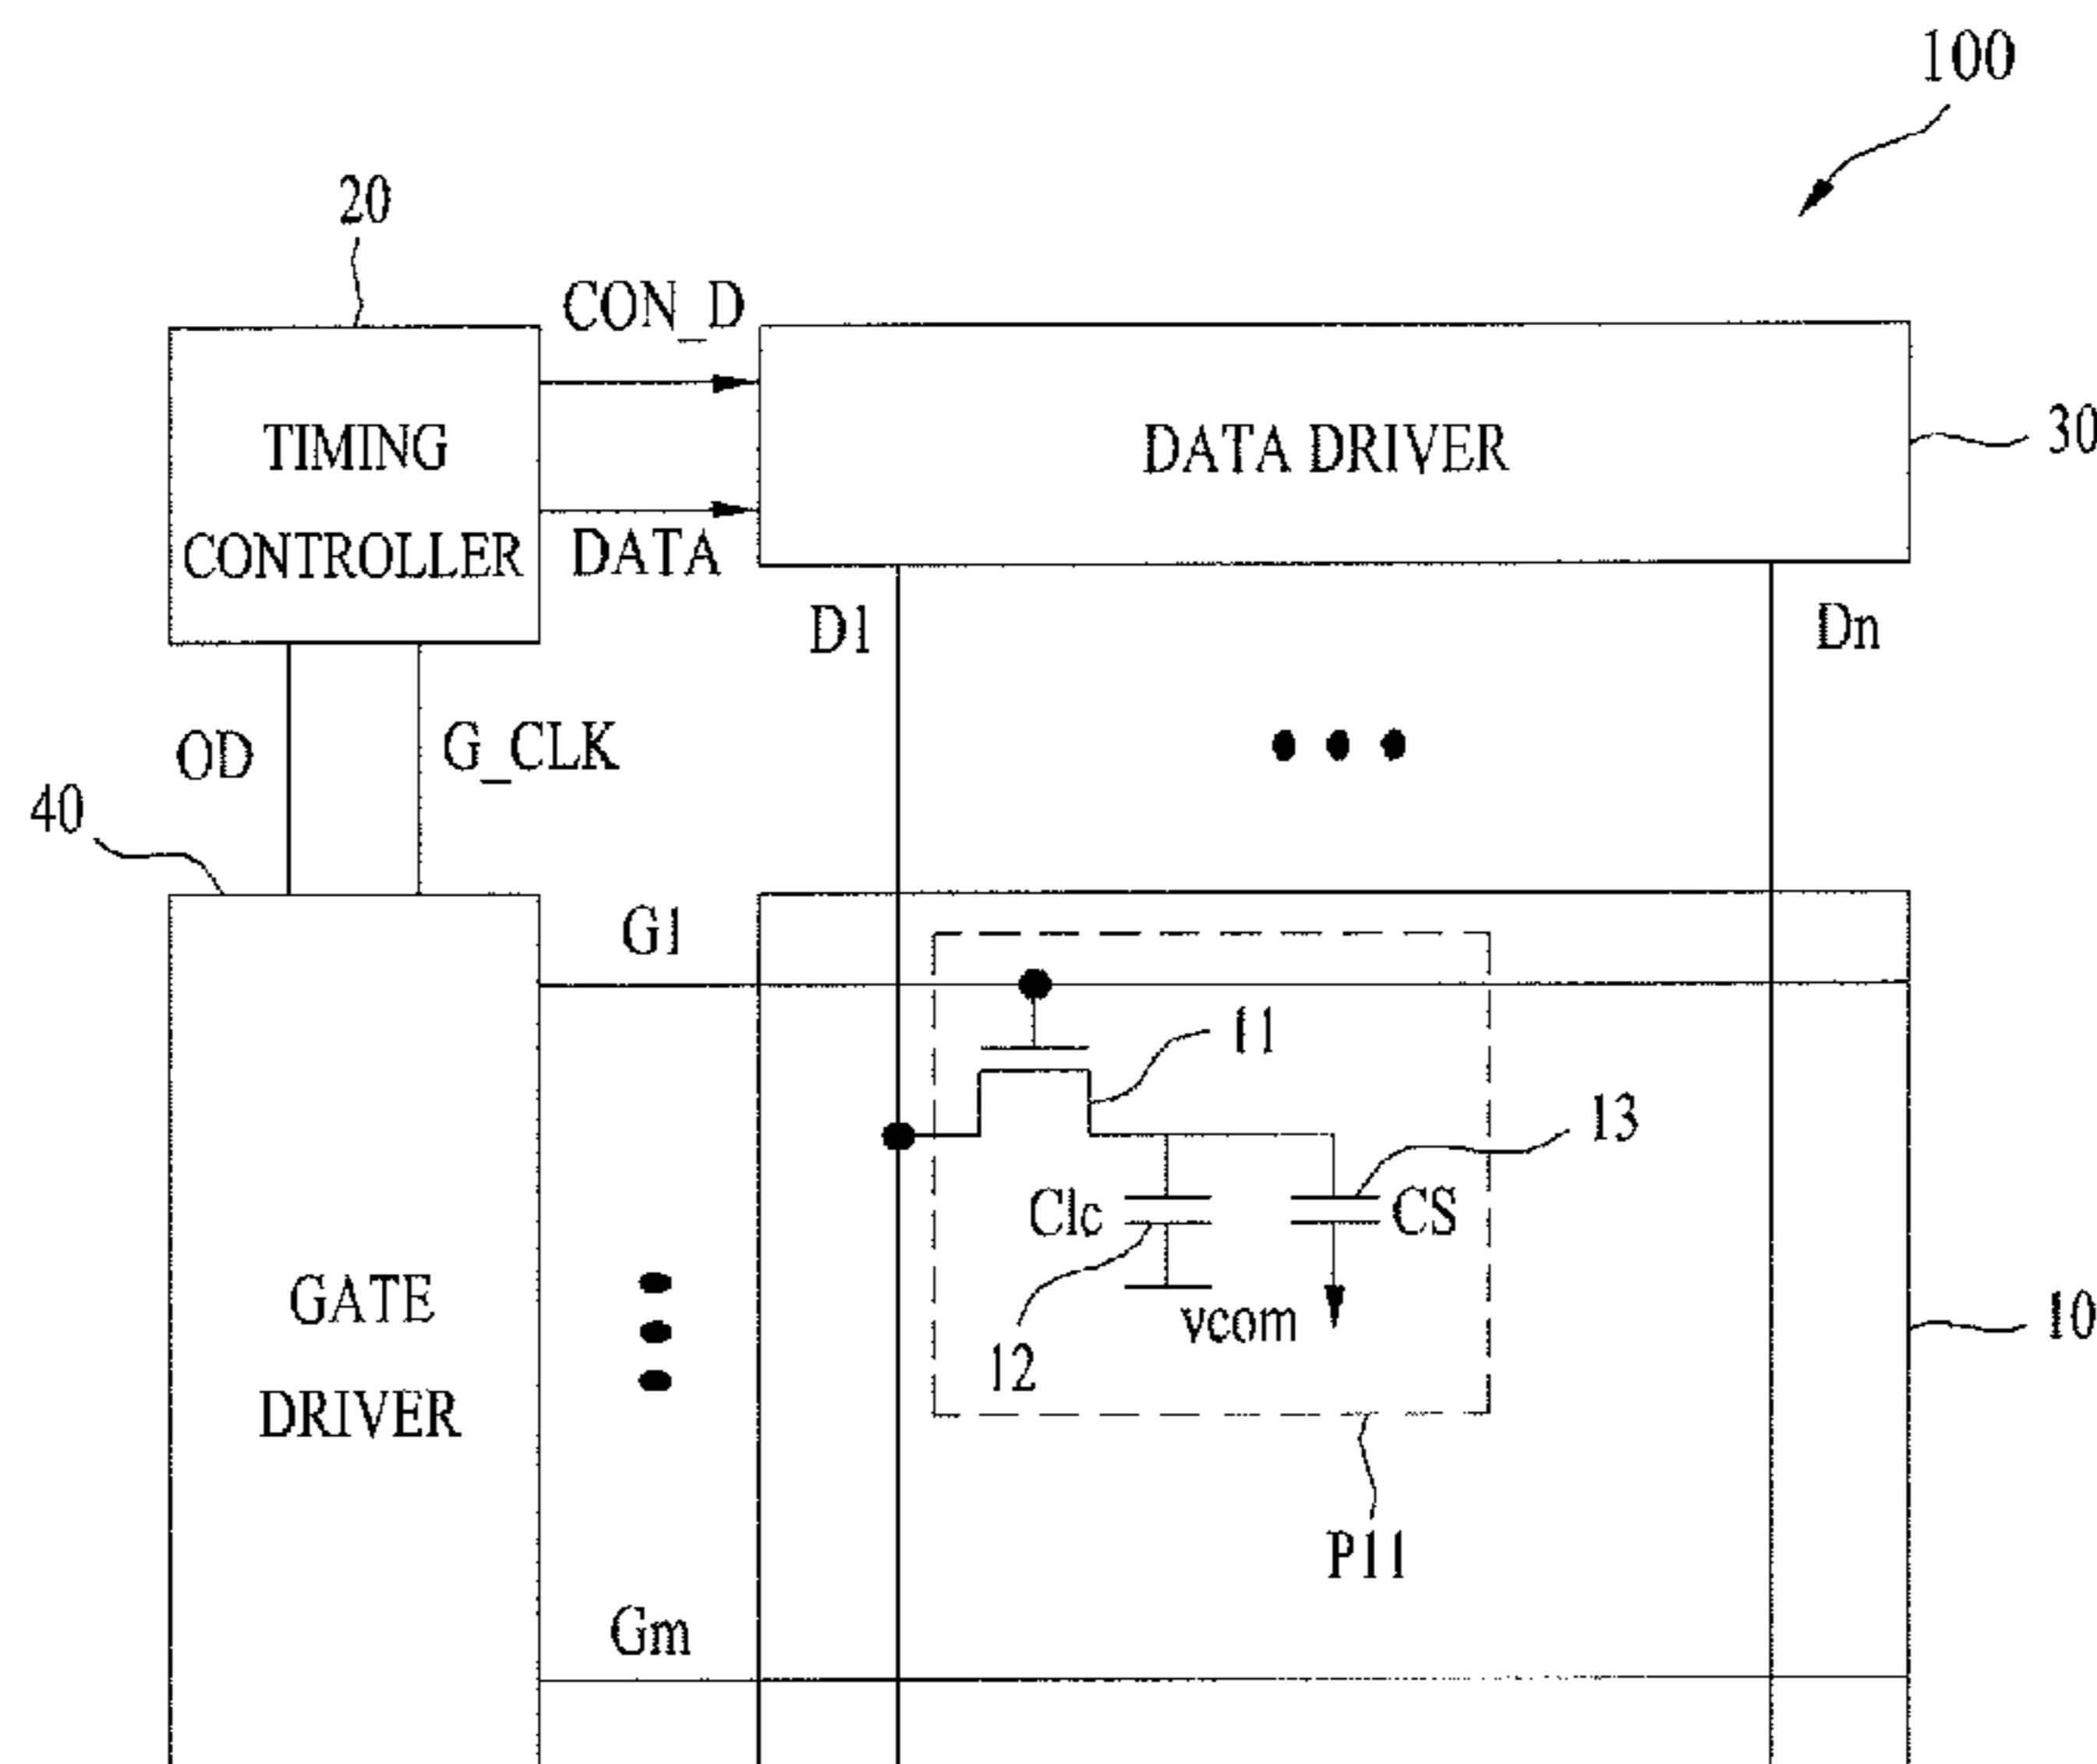 100
20
CON_D
TIMING
CONTROLLER
DATA
DATA DRIVER
30
D1
Dn
OD
G_CLK
40
G1
11
13
Clc
CS
vcom
12
10
GATE
DRIVER
P11
Gm